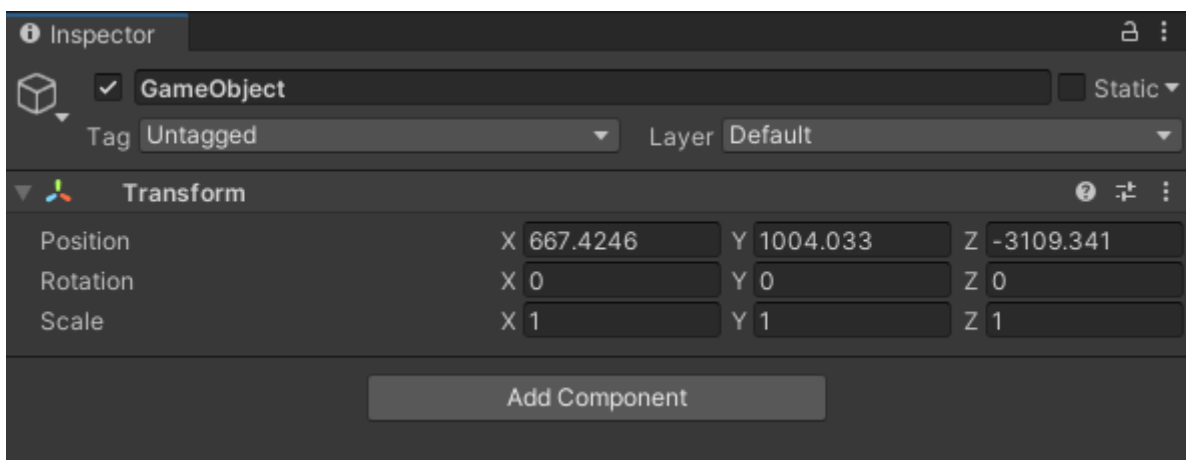 Inspector
GameObject Static
Tag Untagged Layer Default
Transform
Position X 667.4246 Y 1004.033 Z -3109.341
Rotation X 0 Y 0 Z 0
Scale X 1 Y 1 Z 1
Add Component